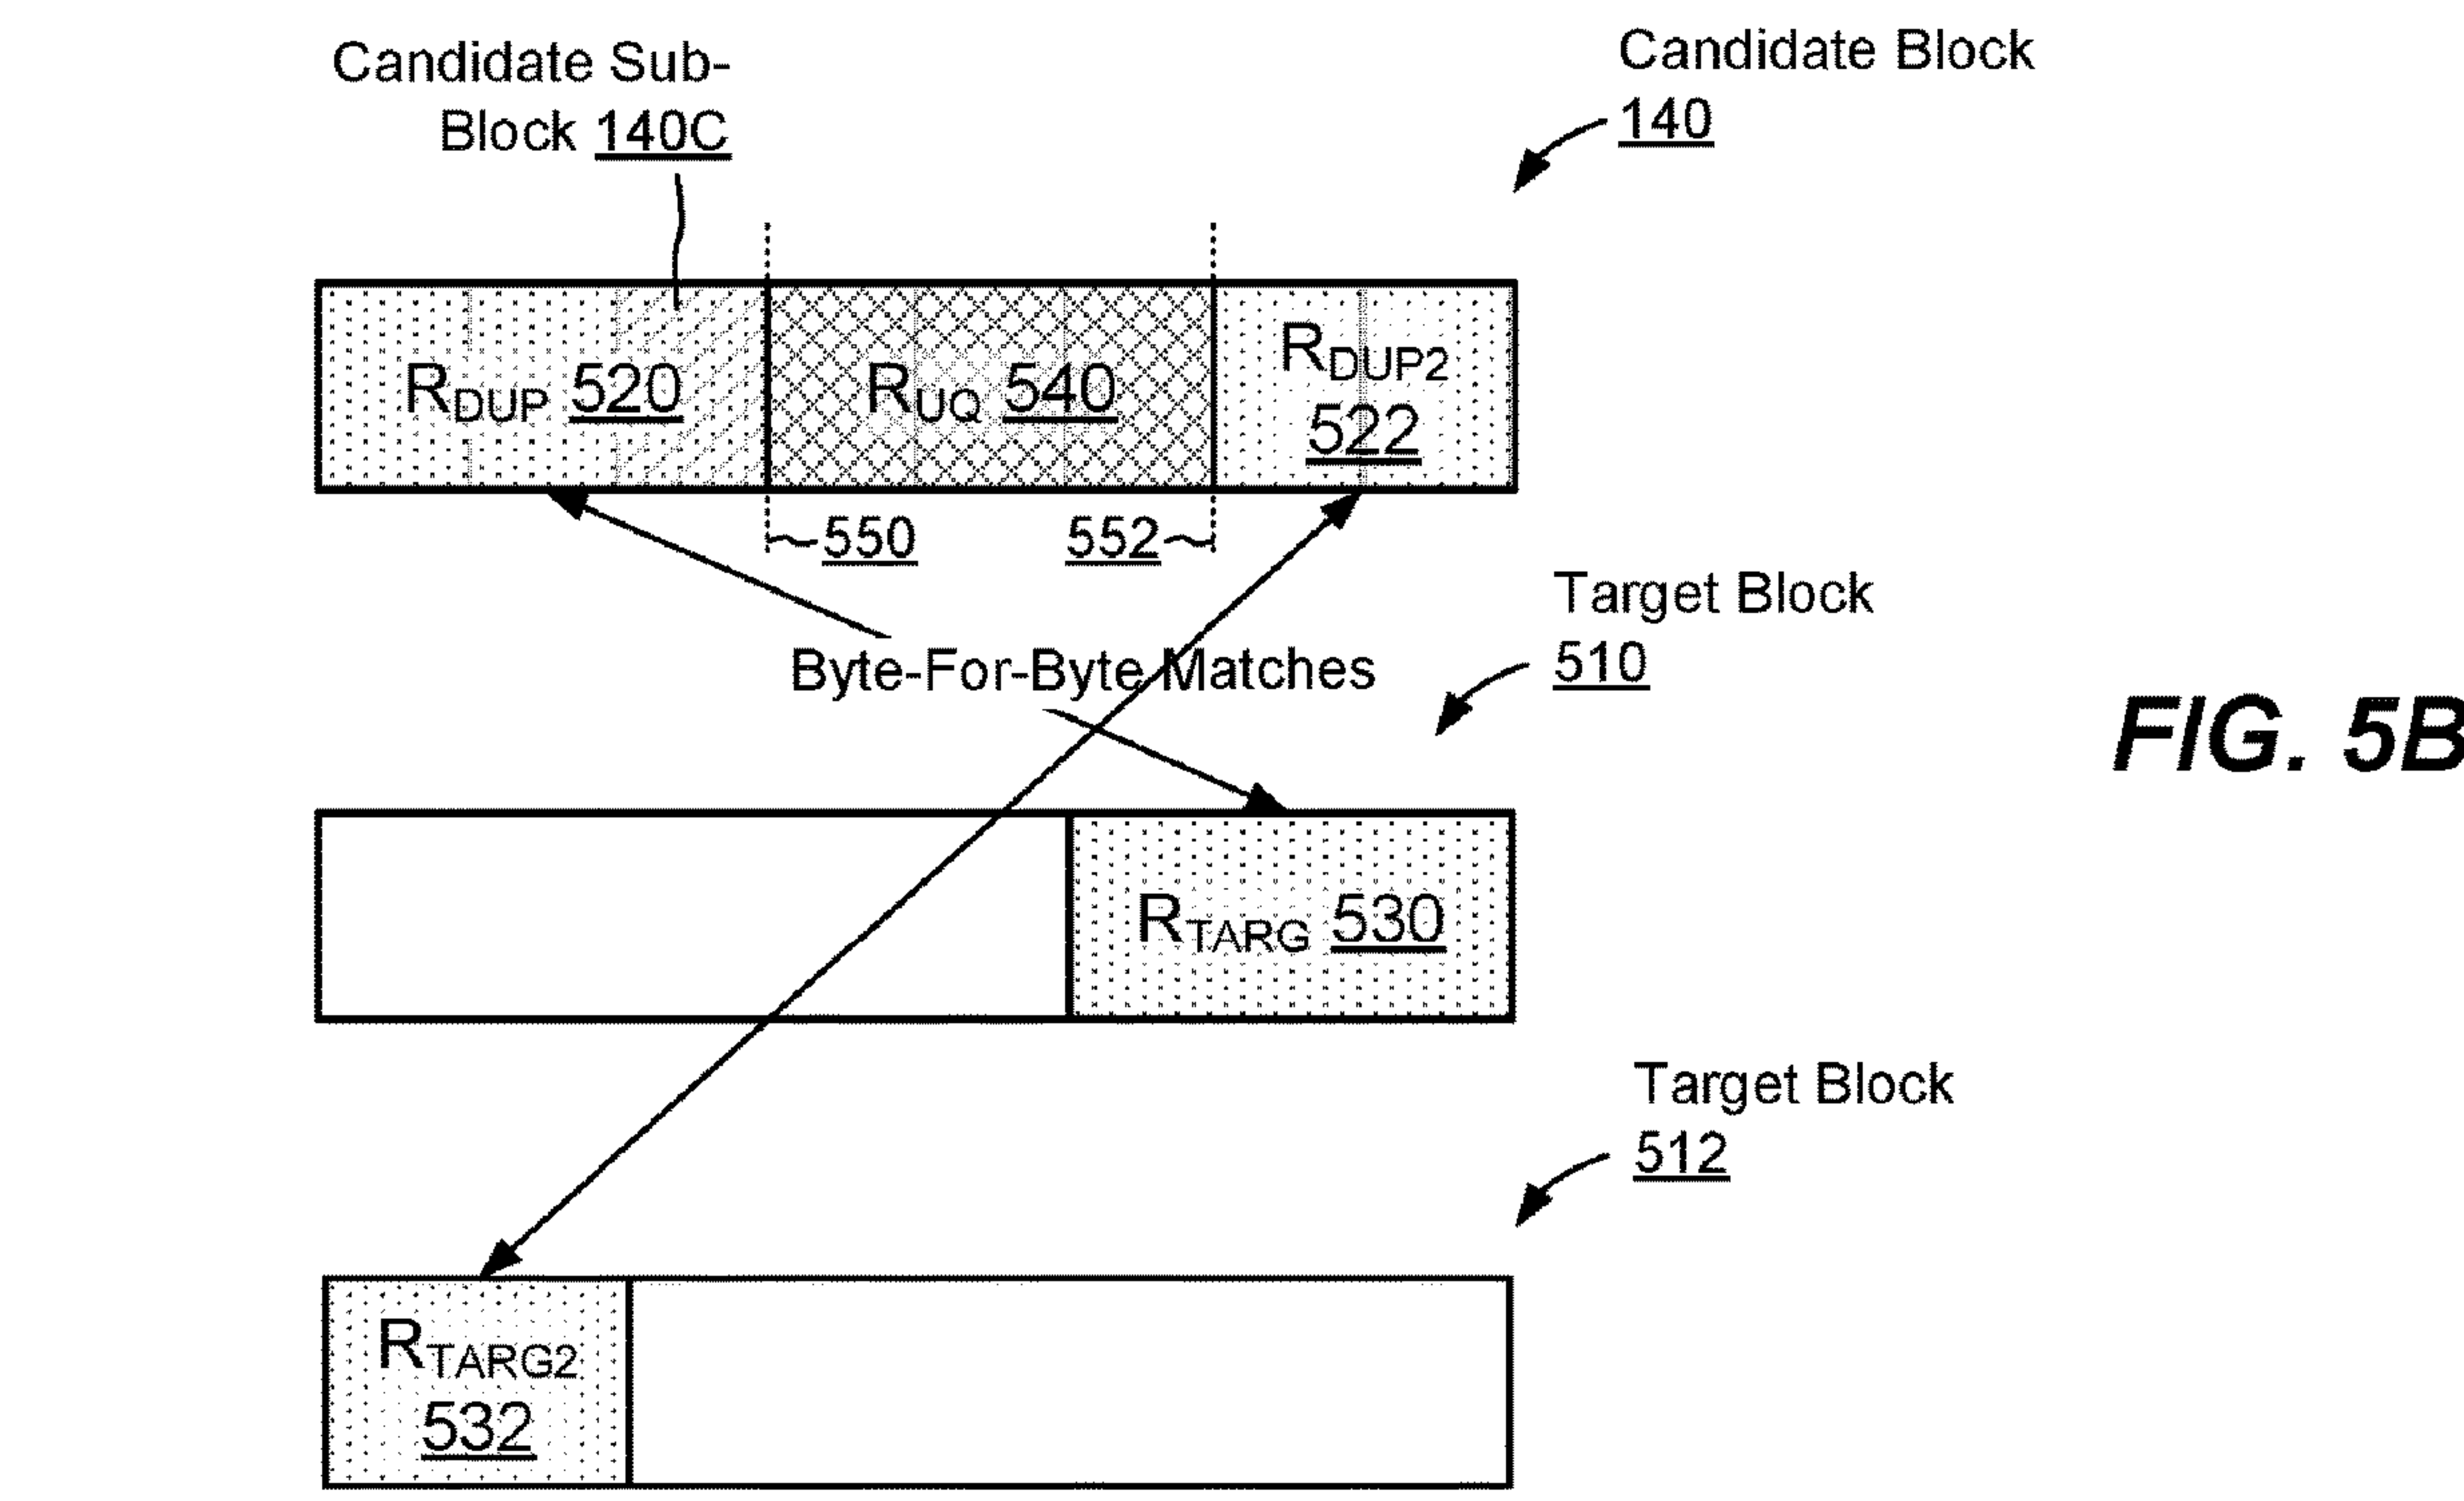 Candidate Sub-
Block 140C
Candidate Block
140
RDUP 520
RUQ 540
RDUP2
522
550
552
Target Block
510
Byte-For-Byte Matches
FIG. 5B
RTARG 530
Target Block
512
RTARG2
532